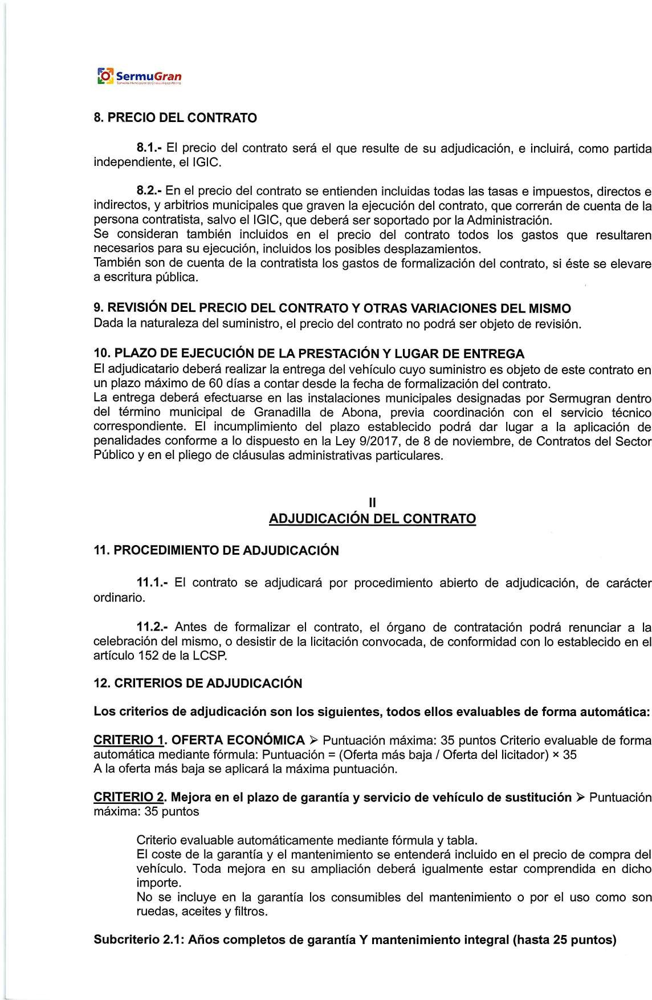 SermuGran
8. PRECIO DEL CONTRATO
8.1.- El precio del contrato será el que resulte de su adjudicación, e incluirá, como partida
independiente, el IGIC.
8.2.- En el precio del contrato se entienden incluidas todas las tasas e impuestos, directos e
indirectos, y arbitrios municipales que graven la ejecución del contrato, que correrán de cuenta de la
persona contratista, salvo el IGIC, que deberá ser soportado por la Administración.
Se consideran también incluidos en el precio del contrato todos los gastos que resultaren
necesarios para su ejecución, incluidos los posibles desplazamientos.
También son de cuenta de la contratista los gastos de formalización del contrato, si éste se elevare
a escritura pública.
9. REVISIÓN DEL PRECIO DEL CONTRATO Y OTRAS VARIACIONES DEL MISMO
Dada la naturaleza del suministro, el precio del contrato no podrá ser objeto de revisión.
10. PLAZO DE EJECUCIÓN DE LA PRESTACIÓN Y LUGAR DE ENTREGA
El adjudicatario deberá realizar la entrega del vehículo cuyo suministro es objeto de este contrato en
un plazo máximo de 60 días a contar desde la fecha de formalización del contrato.
La entrega deberá efectuarse en las instalaciones municipales designadas por Sermugran dentro
del término municipal de Granadilla de Abona, previa coordinación con el servicio técnico
correspondiente. El incumplimiento del plazo establecido podrá dar lugar a la aplicación de
penalidades conforme a lo dispuesto en la Ley 9/2017, de 8 de noviembre, de Contratos del Sector
Público y en el pliego de cláusulas administrativas particulares.
II
ADJUDICACIÓN DEL CONTRATO
11. PROCEDIMIENTO DE ADJUDICACIÓN
11.1.- El contrato se adjudicará por procedimiento abierto de adjudicación, de carácter
ordinario.
11.2.- Antes de formalizar el contrato, el órgano de contratación podrá renunciar a la
celebración del mismo, o desistir de la licitación convocada, de conformidad con lo establecido en el
artículo 152 de la LCSP.
12. CRITERIOS DE ADJUDICACIÓN
Los criterios de adjudicación son los siguientes, todos ellos evaluables de forma automática:
CRITERIO 1. OFERTA ECONÓMICA ➢ Puntuación máxima: 35 puntos Criterio evaluable de forma
automática mediante fórmula: Puntuación = (Oferta más baja / Oferta del licitador) × 35
A la oferta más baja se aplicará la máxima puntuación.
CRITERIO 2. Mejora en el plazo de garantía y servicio de vehículo de sustitución ➢ Puntuación
máxima: 35 puntos
Criterio evaluable automáticamente mediante fórmula y tabla.
El coste de la garantía y el mantenimiento se entenderá incluido en el precio de compra del
vehículo. Toda mejora en su ampliación deberá igualmente estar comprendida en dicho
importe.
No se incluye en la garantía los consumibles del mantenimiento o por el uso como son
ruedas, aceites y filtros.
Subcriterio 2.1: Años completos de garantía Y mantenimiento integral (hasta 25 puntos)